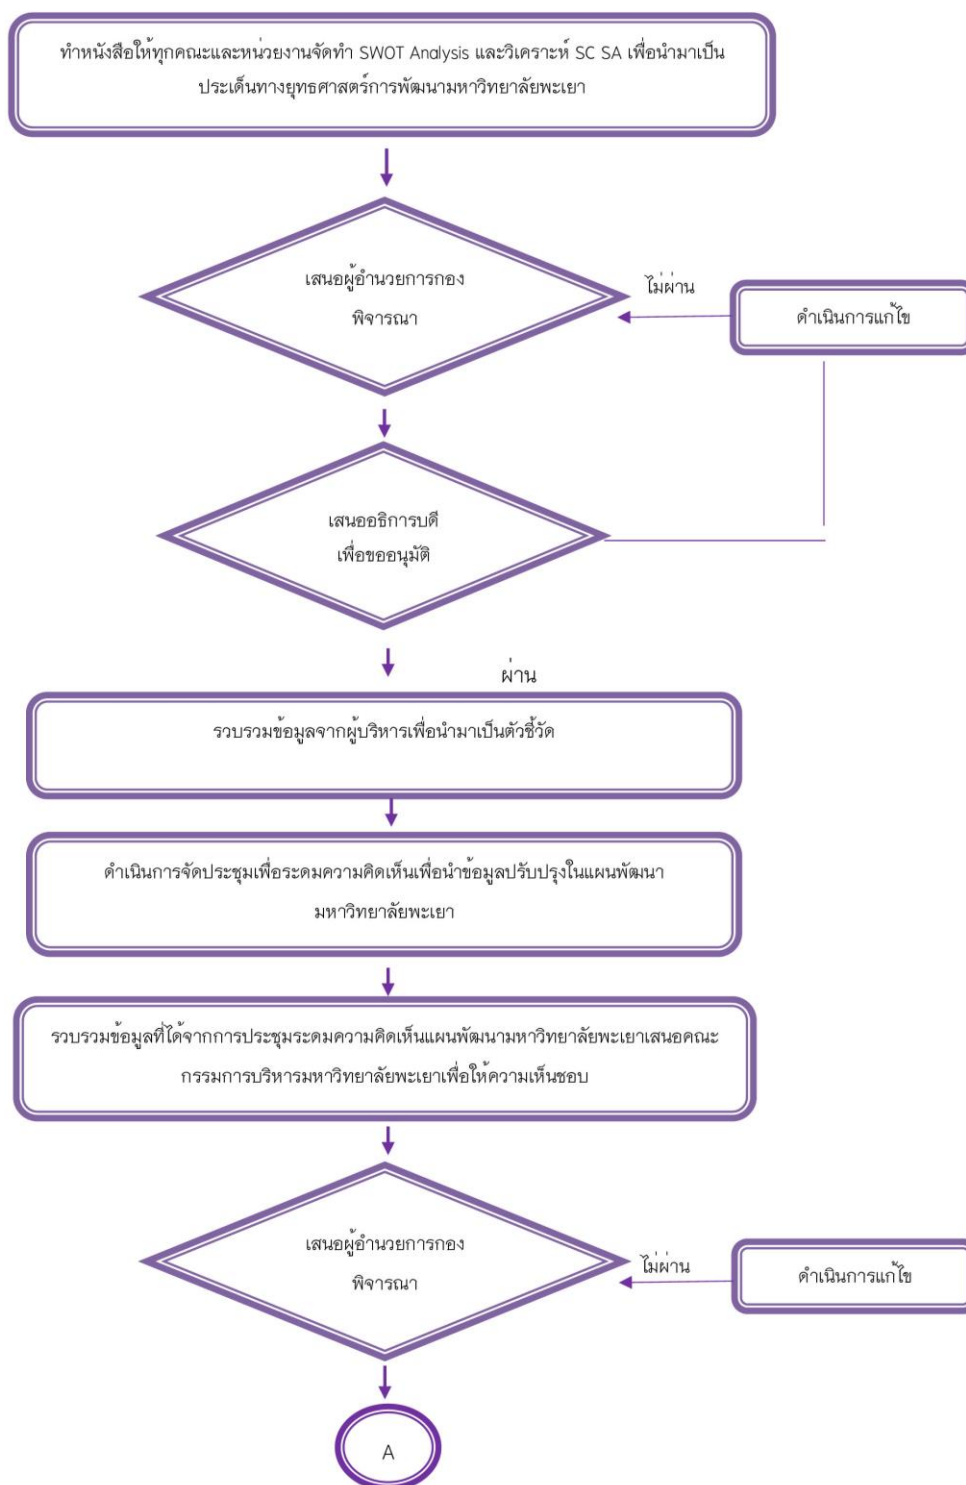 ทำหนังสือให้ทุกคณะและหน่วยงานจัดทำ SWOT Analysis และวิเคราะห์ SC SA เพื่อนำมาเป็น
ประเด็นทางยุทธศาสตร์การพัฒนามหาวิทยาลัยพะเยา
เสนอผู้อำนวยการกอง
พิจารณา
ไม่ผ่าน
ดำเนินการแก้ไข
เสนออธิการบดี
เพื่อขออนุมัติ
ผ่าน
รวบรวมข้อมูลจากผู้บริหารเพื่อนำมาเป็นตัวชี้วัด
ดำเนินการจัดประชุมเพื่อระดมความคิดเห็นเพื่อนำข้อมูลปรับปรุงในแผนพัฒนา
มหาวิทยาลัยพะเยา
รวบรวมข้อมูลที่ได้จากการประชุมระดมความคิดเห็นแผนพัฒนามหาวิทยาลัยพะเยาเสนอคณะ
กรรมการบริหารมหาวิทยาลัยพะเยาเพื่อให้ความเห็นชอบ
เสนอผู้อำนวยการกอง
พิจารณา
ไม่ผ่าน
ดำเนินการแก้ไข
A